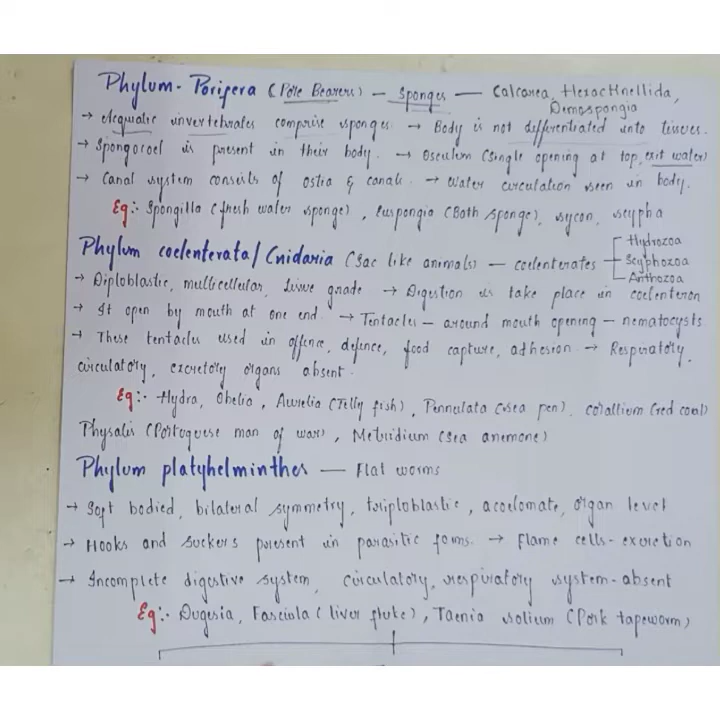 Phylum- Porifera (Pore Bearers) — Sponges — Calcarea, Hexactinellida,
Demospongia
→ Acquatic invertebrates comprise sponges → Body is not differentiated into tissues.
→ Spongocoel is present in their body. → Osculum (single opening at top, exit water)
→ Canal system consists of ostia & canals. → Water circulation seen in body.
Eg:- Spongilla (fresh water sponge), Euspongia (Both sponge), sycon, scypha
Phylum coelenterata/Cnidaria (Sac like animals) — coelenterates
Hydrozoa
Scyphozoa
Anthozoa
→ Diploblastic, multicellular, tissue grade → Digestion is take place in coelenteron
→ It open by mouth at one end. → Tentacles — around mouth opening — nematocysts
→ These tentacles used in offence, defence, food capture, adhesion → Respiratory,
circulatory, excretory organs absent.
Eg:- Hydra, Obelia, Aurelia (Jelly fish), Pennulata (sea pen), corallium (red coal)
Physalis (Portuguese man of war), Metridium (Sea anemone)
Phylum platyhelminthes — Flat worms
→ Soft bodied, bilateral symmetry, triploblastic, acoelomate, organ level
→ Hooks and suckers present in parasitic foms. → Flame cells-excretion
→ Incomplete digestive system, circulatory, respiratory system-absent
Eg:- Dugesia, Fasciola (liver fluke), Taenia solium (Pork tapeworm)